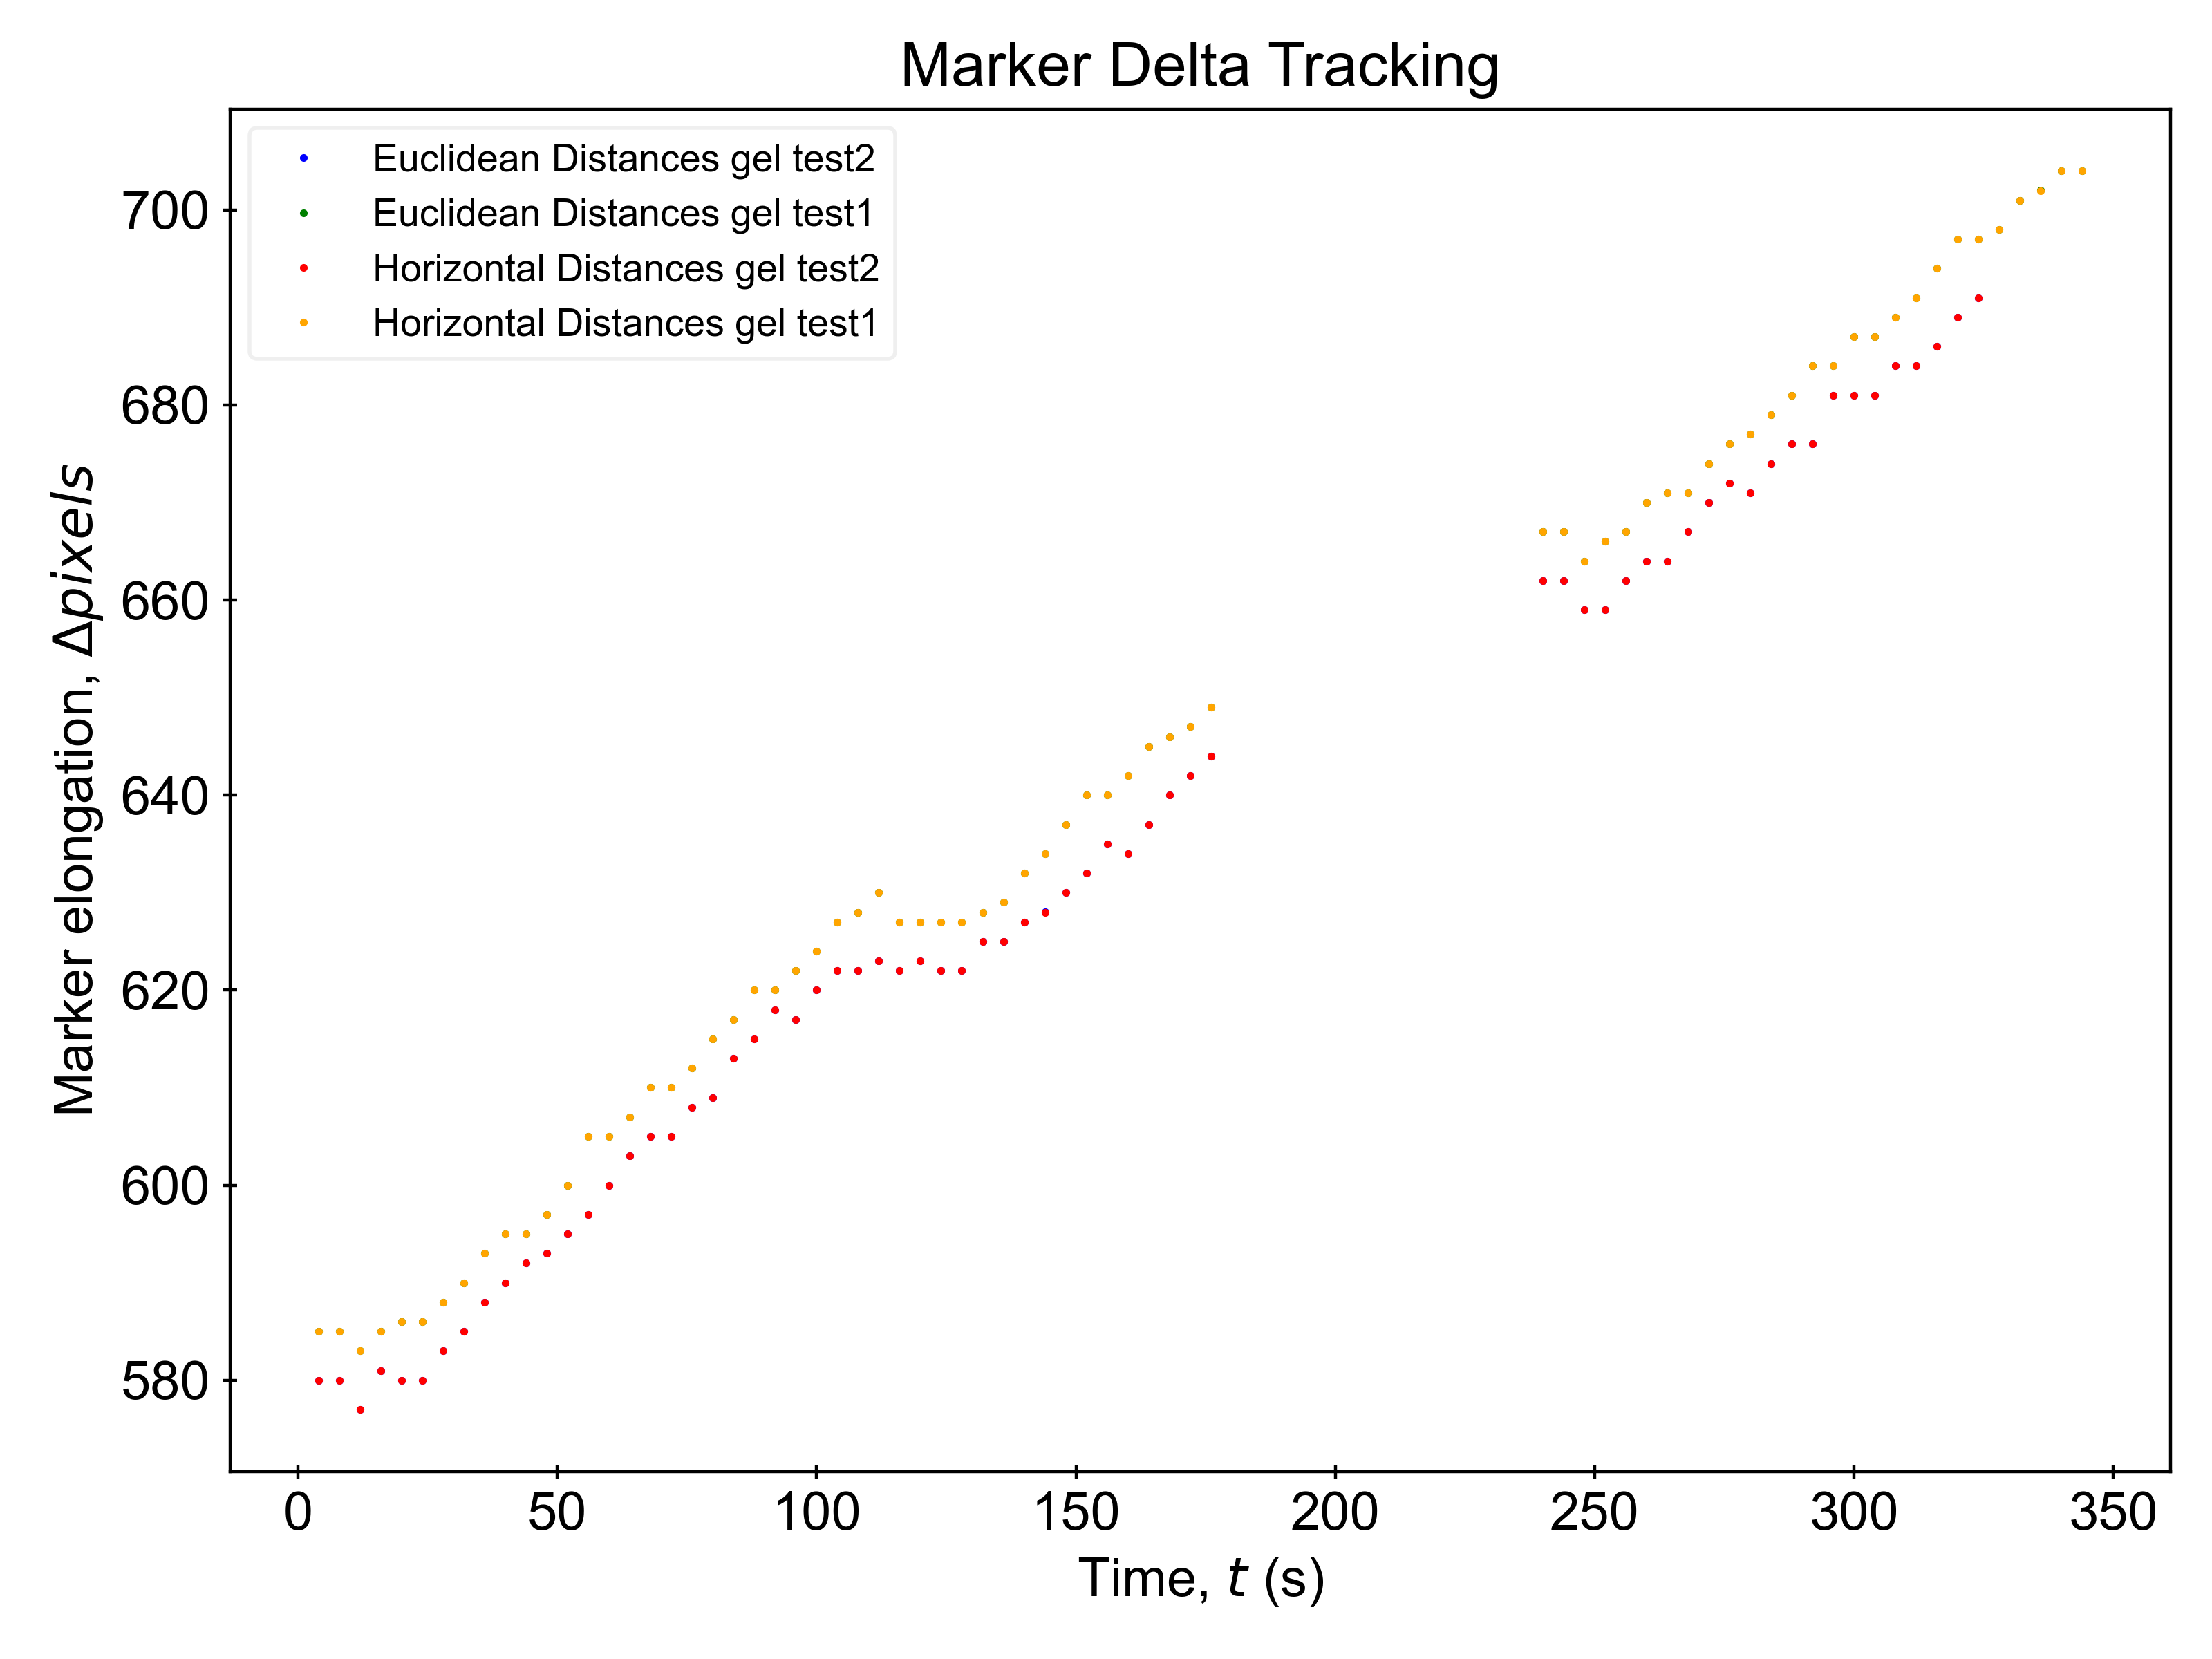 Marker Delta Tracking
Euclidean Distances gel test2
Euclidean Distances gel test1
Horizontal Distances gel test2
Horizontal Distances gel test1
Marker elongation, Δpixels
700
680
660
640
620
600
580
0 50 100 150 200 250 300 350
Time, t (s)